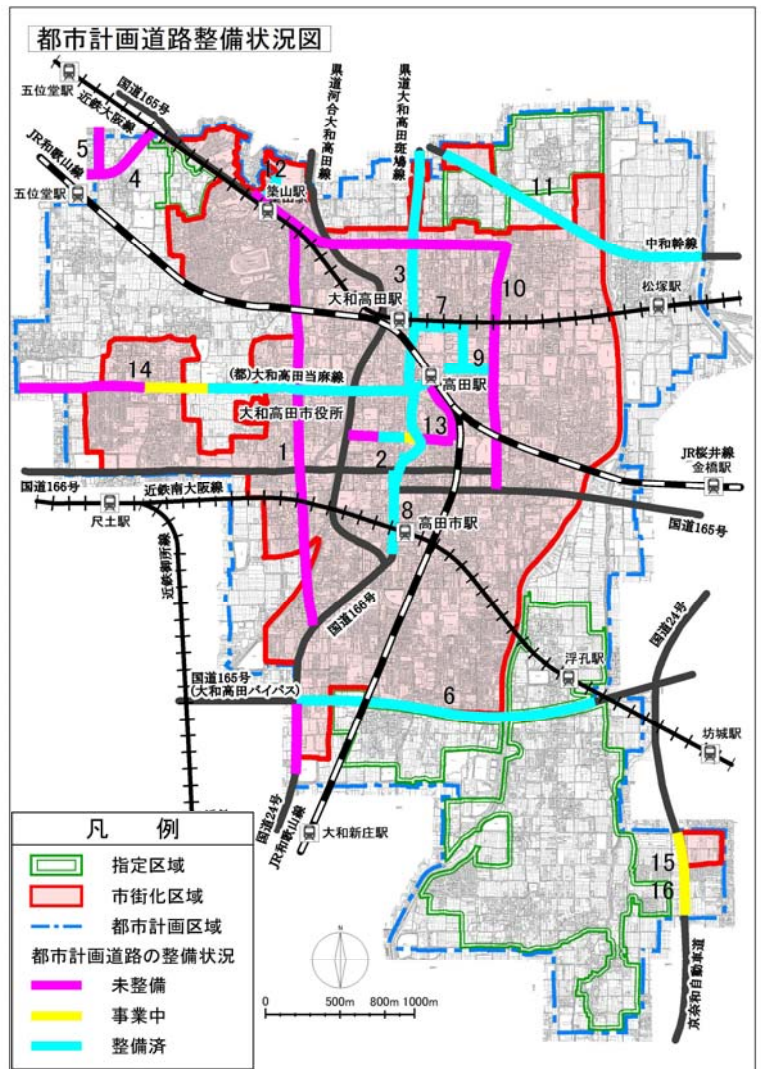 都市計画道路整備状況図
五位堂駅
国道165号
近鉄大阪線
県道河合大和高田線
県道大和高田斑鳩線
JR和歌山線
五位堂駅
5
4
12
築山駅
11
中和幹線
3
10
松塚駅
大和高田駅
7
9
14
(都)大和高田当麻線
高田駅
大和高田市役所
13
1
2
JR桜井線
金橋駅
国道166号
近鉄南大阪線
尺土駅
8
高田市駅
国道165号
近鉄御所線
国道166号
国道24号
国道165号
(大和高田バイパス)
6
浮孔駅
坊城駅
国道24号
JR和歌山線
大和新庄駅
15
16
京奈和自動車道
凡 例
指定区域
市街化区域
都市計画区域
都市計画道路の整備状況
未整備
事業中
整備済
N
0 500m 800m 1000m